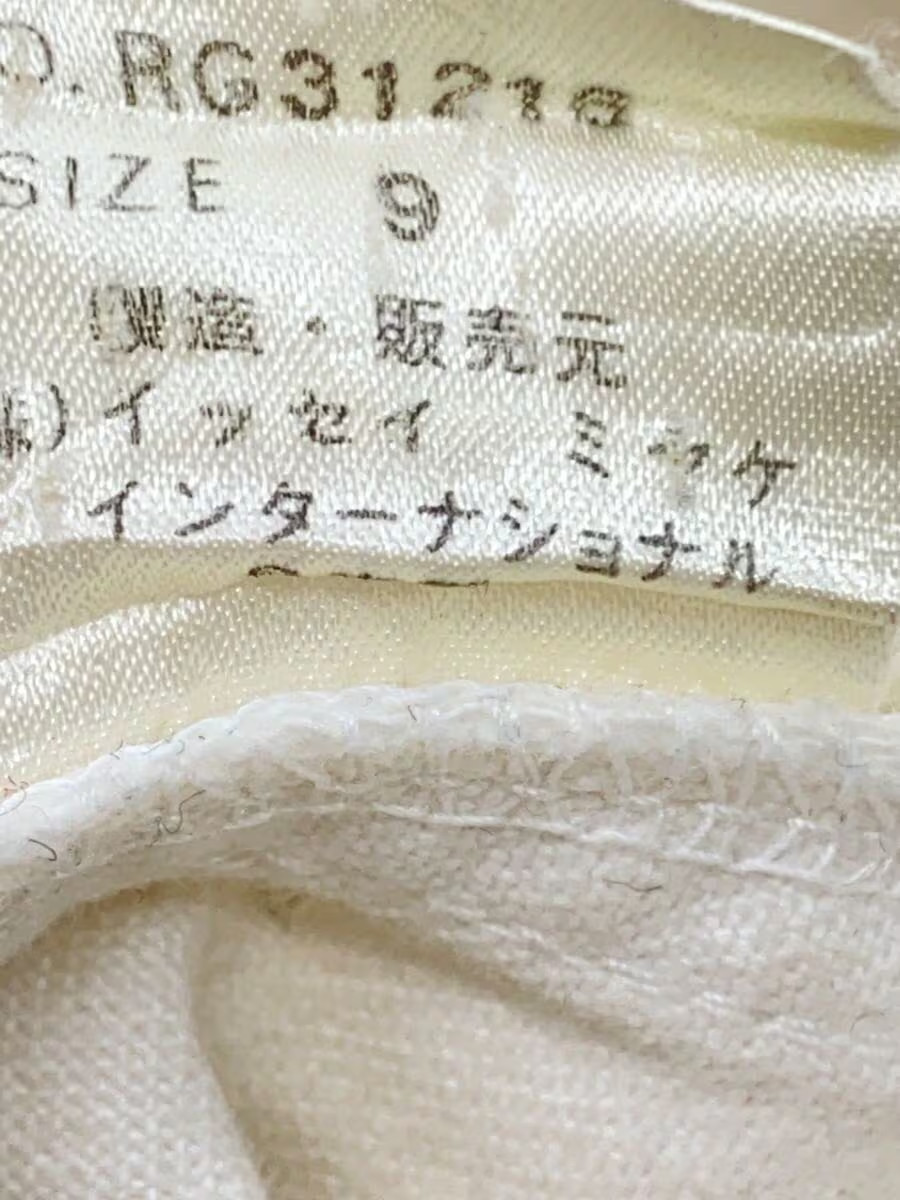 O. RG31218
SIZE 9
製造・販売元
株)イッセイ ミヤケ
インターナショナル